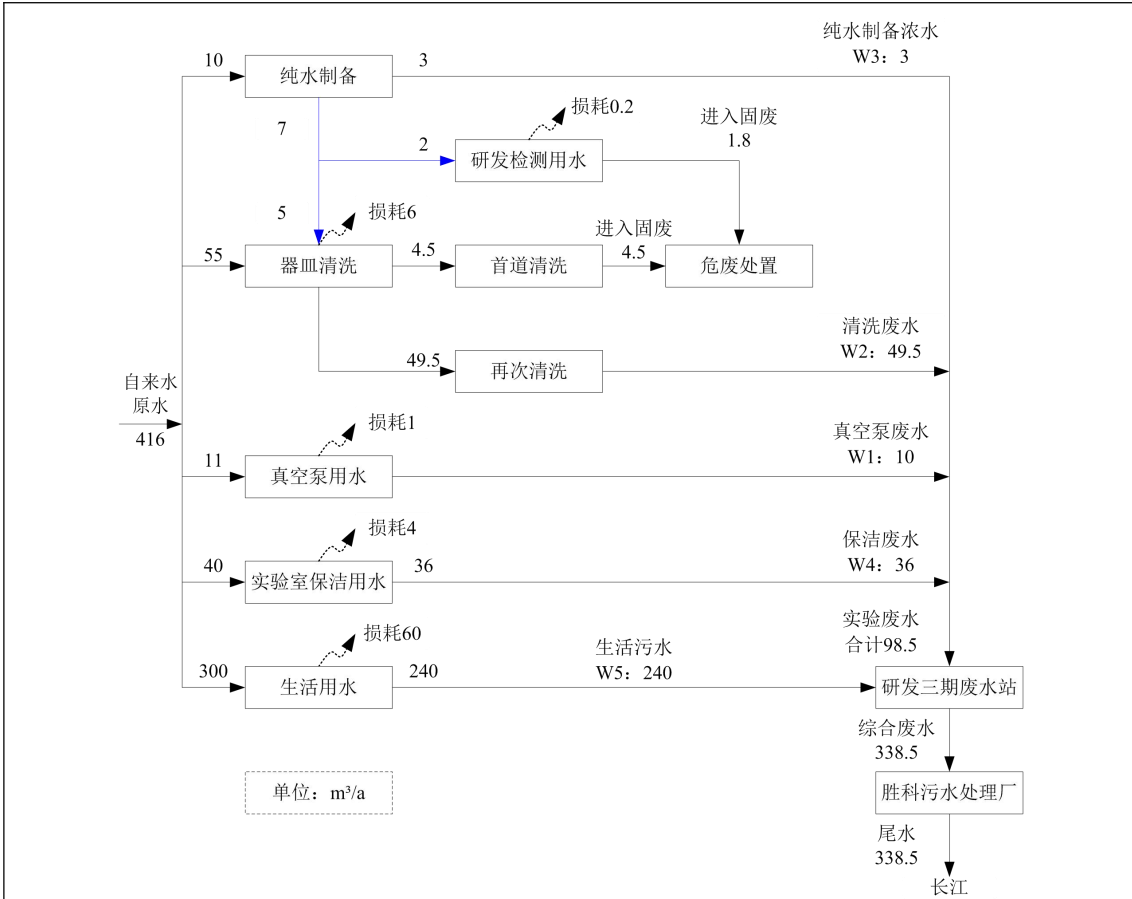 纯水制备浓水
W3：3
10
纯水制备
3
7
损耗0.2
进入固废
1.8
2
研发检测用水
5
损耗6
进入固废
55
器皿清洗
4.5
首道清洗
4.5
危废处置
清洗废水
W2：49.5
49.5
再次清洗
自来水
原水
416
损耗1
真空泵废水
W1：10
11
真空泵用水
损耗4
保洁废水
W4：36
40
实验室保洁用水
36
实验废水
合计98.5
损耗60
生活污水
W5：240
300
生活用水
240
研发三期废水站
综合废水
338.5
单位：m³/a
胜科污水处理厂
尾水
338.5
长江